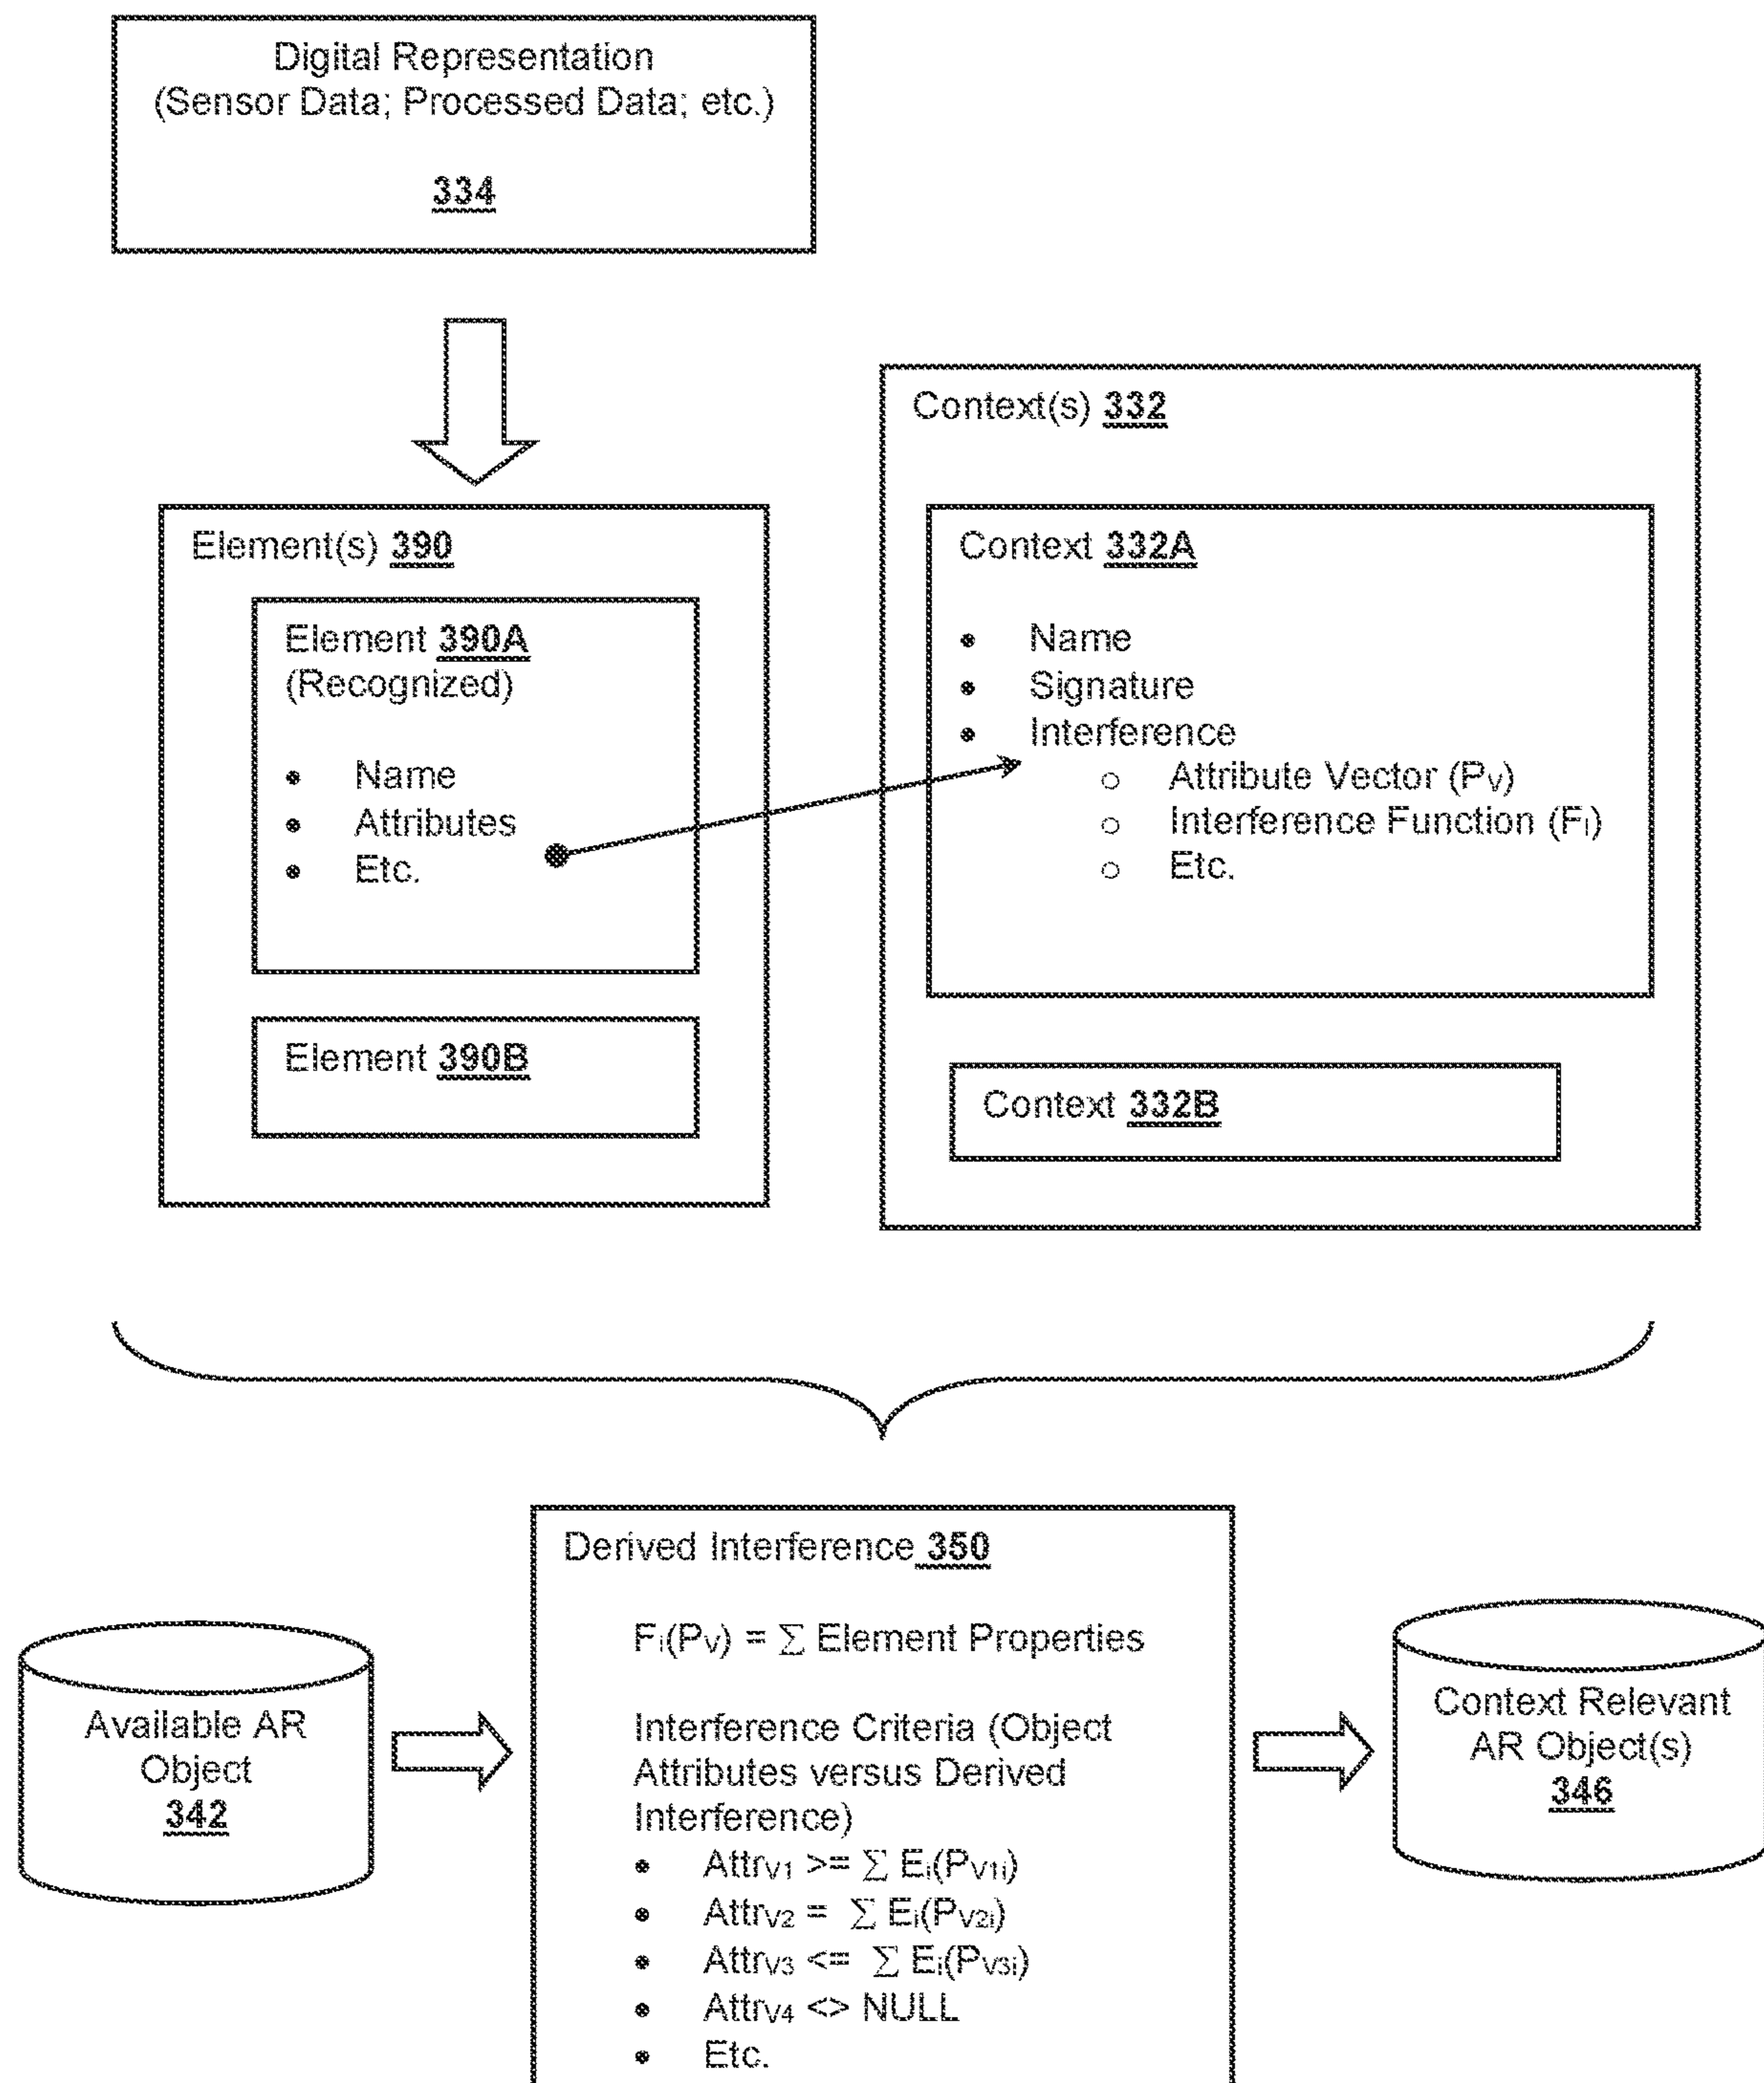 Digital Representation
(Sensor Data; Processed Data; etc.)
334
Element(s) 390
Element 390A
(Recognized)
• Name
• Attributes
• Etc.
Element 390B
Context(s) 332
Context 332A
• Name
• Signature
• Interference
○ Attribute Vector (PV)
○ Interference Function (FI)
○ Etc.
Context 332B
Available AR
Object
342
Derived Interference 350
Fi(PV) = ∑ Element Properties
Interference Criteria (Object
Attributes versus Derived
Interference)
• AttrV1 >= ∑ Ei(PV1i)
• AttrV2 = ∑ Ei(PV2i)
• AttrV3 <= ∑ Ei(PV3i)
• AttrV4 <> NULL
• Etc.
Context Relevant
AR Object(s)
346